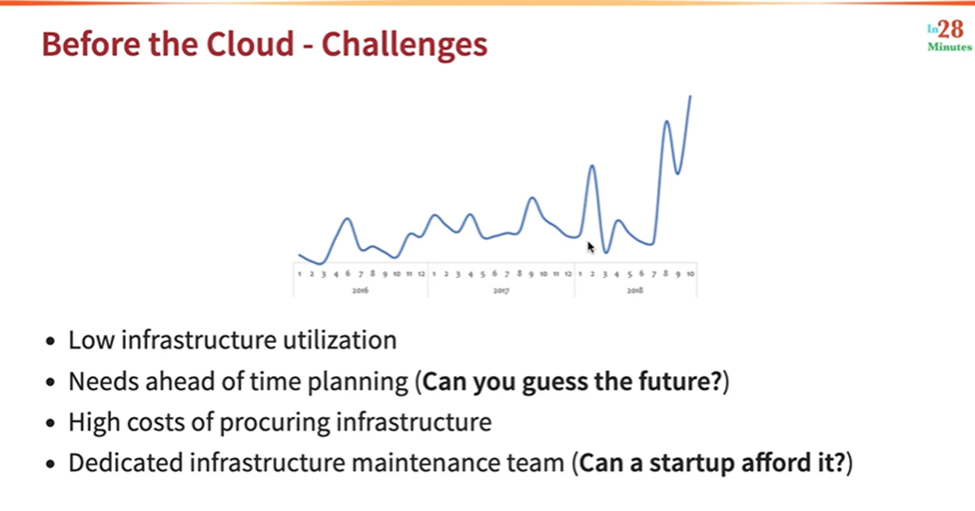 Before the Cloud - Challenges
In28
Minutes
1 2 3 4 6 7 8 9 10 11 12 1 2 3 4 5 6 7 8 9 10 11 12 1 2 3 4 5 6 7 8 9 10
2016 2017 2018
• Low infrastructure utilization
• Needs ahead of time planning (Can you guess the future?)
• High costs of procuring infrastructure
• Dedicated infrastructure maintenance team (Can a startup afford it?)